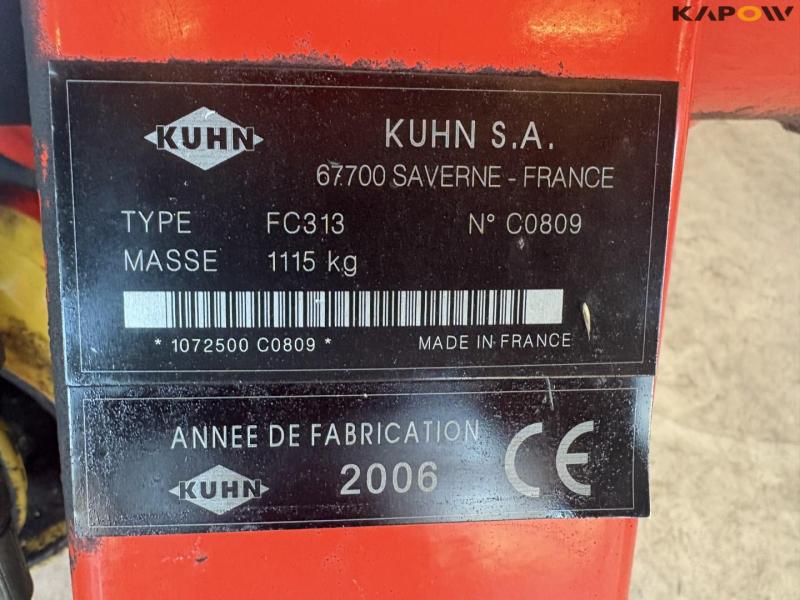 KAPOW
KUHN
KUHN S.A.
67700 SAVERNE - FRANCE
TYPE FC313 N° C0809
MASSE 1115 kg
* 1072500 C0809 * MADE IN FRANCE
ANNEE DE FABRICATION
KUHN 2006 CE